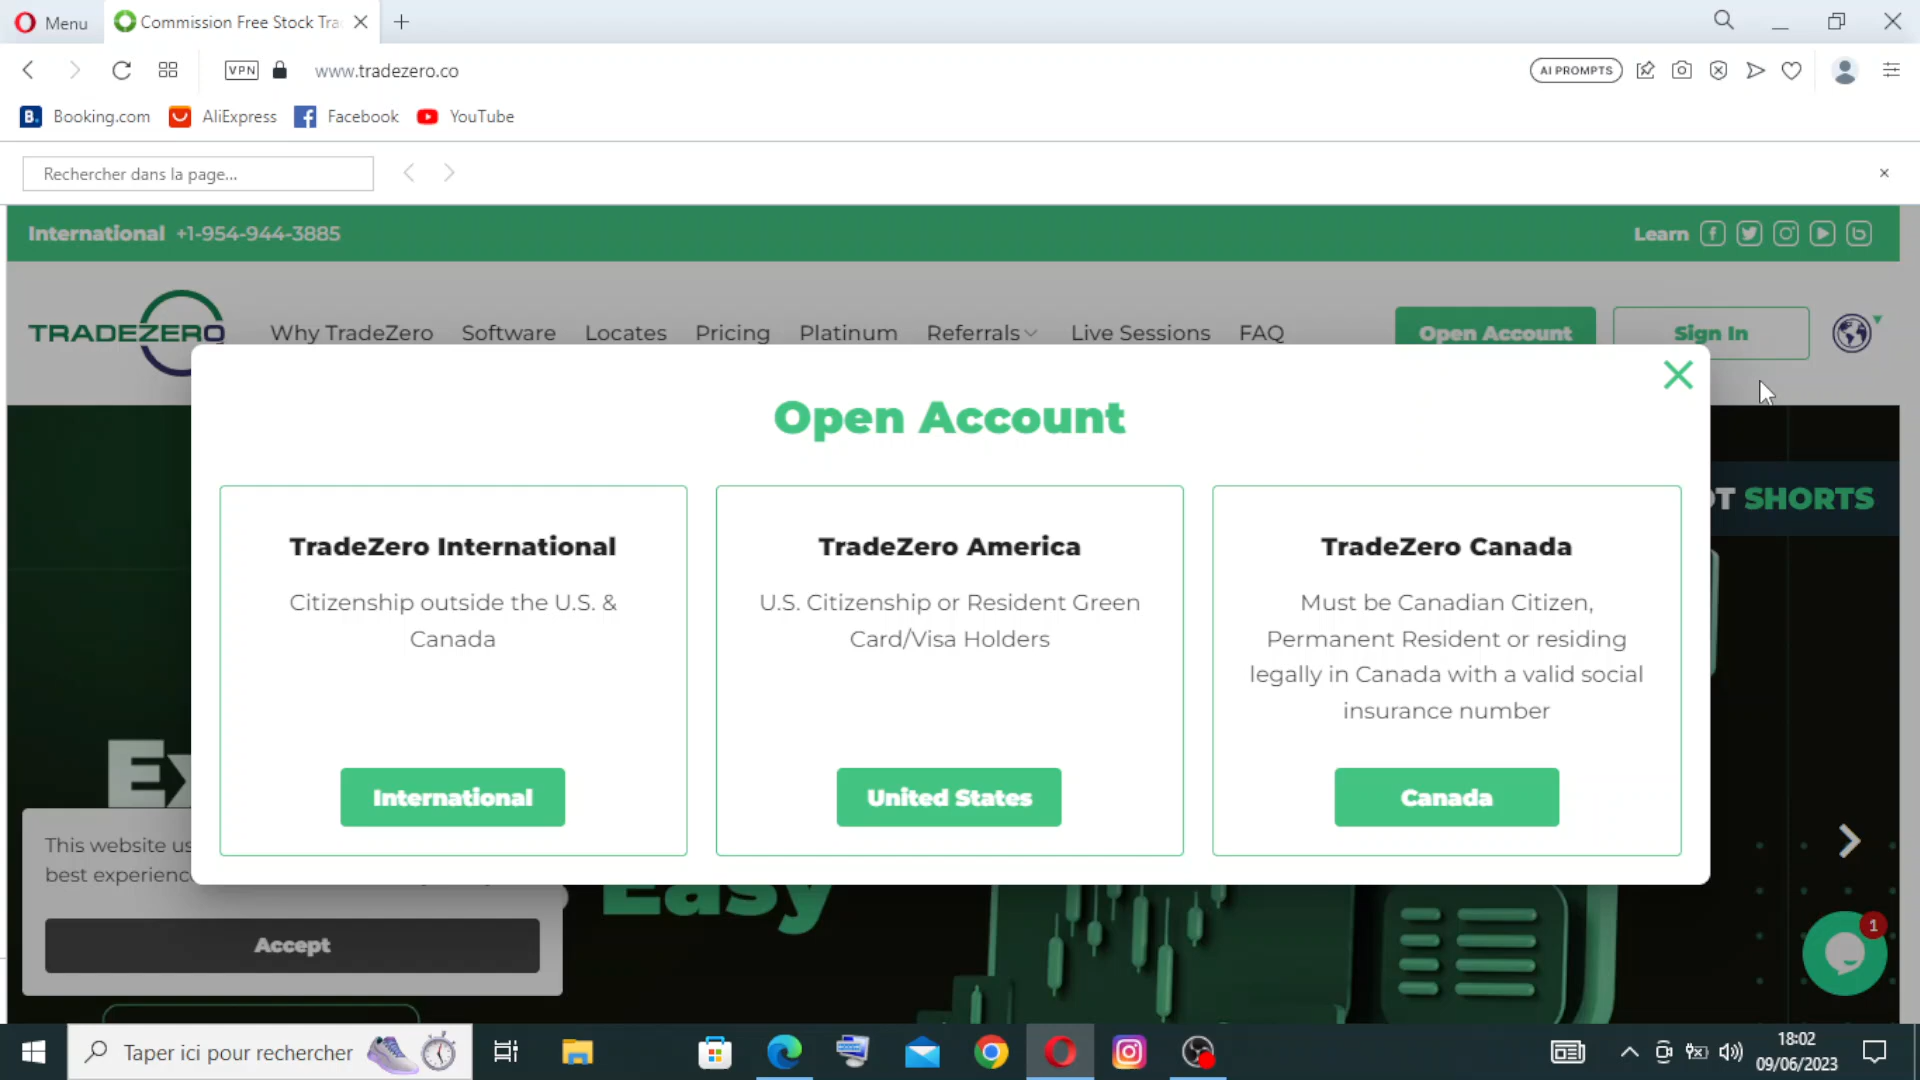 Menu
Commission Free Stock Tra
VPN
www.tradezero.co
AI PROMPTS
B. Booking.com
AliExpress
Facebook
YouTube
Rechercher dans la page...
International +1-954-944-3885
Learn
TRADEZERO
Why TradeZero
Software
Locates
Pricing
Platinum
Referrals
Live Sessions
FAQ
Open Account
Sign In
Open Account
OT SHORTS
TradeZero International
Citizenship outside the U.S. &
Canada
International
TradeZero America
U.S. Citizenship or Resident Green
Card/Visa Holders
United States
TradeZero Canada
Must be Canadian Citizen,
Permanent Resident or residing
legally in Canada with a valid social
insurance number
Canada
Ex
This website us
best experienc
Easy
Accept
1
Taper ici pour rechercher
18:02
09/06/2023